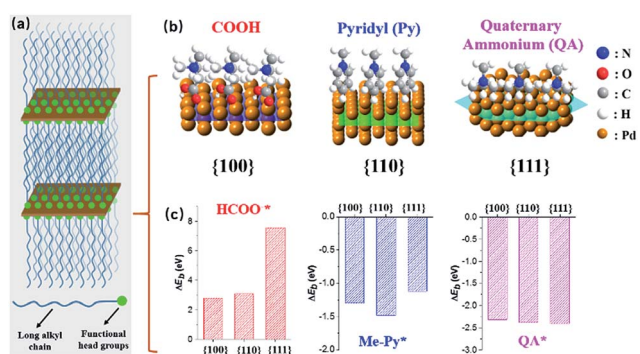 (a)
Long alkyl
chain
Functional
head groups
(b)
COOH
{100}
Pyridyl (Py)
{110}
Quaternary
Ammonium (QA)
{111}
: N
: O
: C
: H
: Pd
(c)
HCOO *
ΔEb (eV)
8
6
4
2
0
{100} {110} {111}
{100} {110} {111}
ΔEb (eV)
0.0
-0.5
-1.0
-1.5
-2.0
Me-Py*
{100} {110} {111}
ΔEb (eV)
0.0
-0.5
-1.0
-1.5
-2.0
-2.5
-3.0
QA*